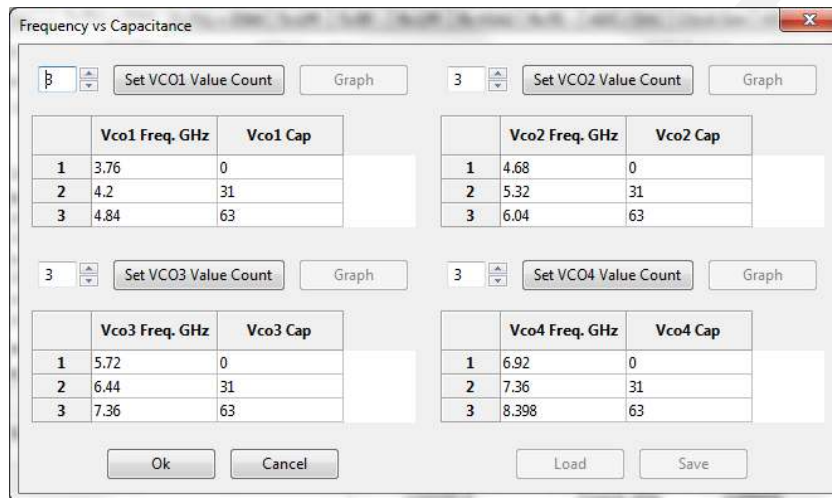 Frequency vs Capacitance
3 Set VCO1 Value Count Graph
Vco1 Freq. GHz Vco1 Cap
1 3.76 0
2 4.2 31
3 4.84 63
3 Set VCO2 Value Count Graph
Vco2 Freq. GHz Vco2 Cap
1 4.68 0
2 5.32 31
3 6.04 63
3 Set VCO3 Value Count Graph
Vco3 Freq. GHz Vco3 Cap
1 5.72 0
2 6.44 31
3 7.36 63
3 Set VCO4 Value Count Graph
Vco4 Freq. GHz Vco4 Cap
1 6.92 0
2 7.36 31
3 8.398 63
Ok Cancel Load Save